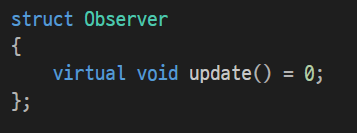 struct Observer
{
    virtual void update() = 0;
};